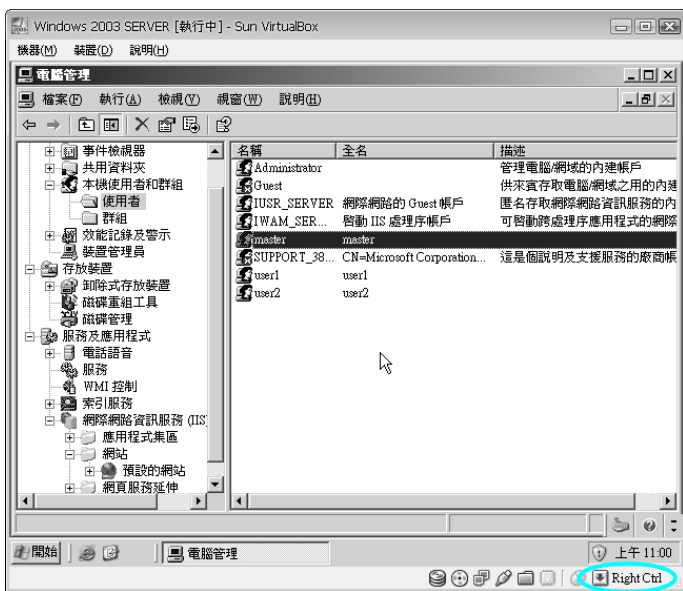 Windows 2003 SERVER [執行中] - Sun VirtualBox
機器(M) 裝置(D) 說明(H)
電腦管理
檔案(F) 執行(A) 檢視(V) 視窗(W) 說明(H)
事件檢視器
共用資料夾
本機使用者和群組
使用者
群組
效能記錄及警示
裝置管理員
存放裝置
卸除式存放裝置
磁碟重組工具
磁碟管理
服務及應用程式
電話語音
服務
WMI 控制
索引服務
網際網路資訊服務 (IIS)
應用程式集區
網站
預設的網站
網頁服務延伸
名稱 全名 描述
Administrator 管理電腦/網域的內建帳戶
Guest 供來賓存取電腦/網域之用的內建
IUSR_SERVER 網際網路的 Guest 帳戶 匿名存取網際網路資訊服務的內
IWAM_SER... 啟動 IIS 處理序帳戶 可啟動跨處理序應用程式的網際
master master
SUPPORT_38... CN=Microsoft Corporation... 這是個說明及支援服務的廠商帳
user1 user1
user2 user2
開始 電腦管理 上午 11:00
Right Ctrl